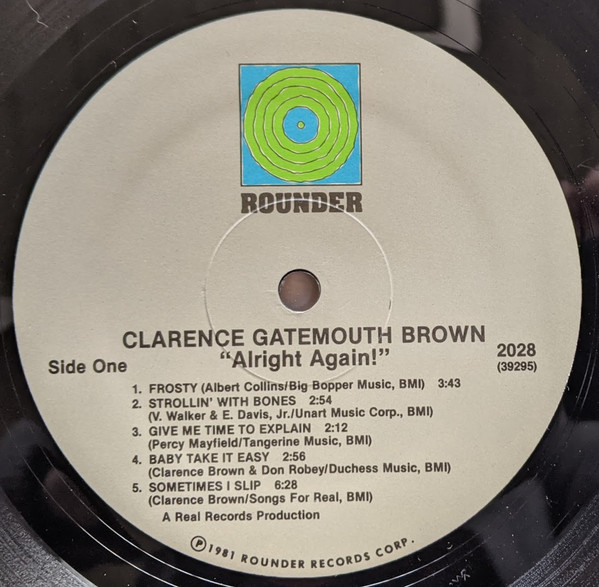 ROUNDER
CLARENCE GATEMOUTH BROWN
"Alright Again!"
Side One
2028
(39295)
1. FROSTY (Albert Collins/Big Bopper Music, BMI) 3:43
2. STROLLIN' WITH BONES 2:54
(V. Walker & E. Davis, Jr./Unart Music Corp., BMI)
3. GIVE ME TIME TO EXPLAIN 2:12
(Percy Mayfield/Tangerine Music, BMI)
4. BABY TAKE IT EASY 2:56
(Clarence Brown & Don Robey/Duchess Music, BMI)
5. SOMETIMES I SLIP 6:28
(Clarence Brown/Songs For Real, BMI)
A Real Records Production
℗ 1981 ROUNDER RECORDS CORP.